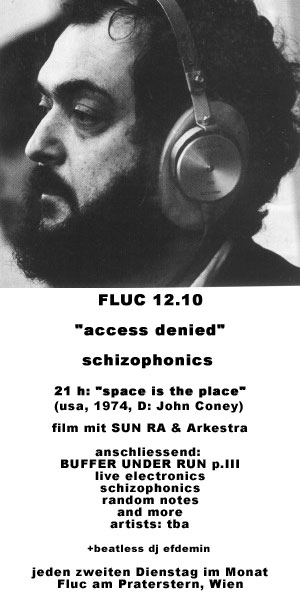 FLUC 12.10
"access denied"
schizophonics
21 h: "space is the place"
(usa, 1974, D: John Coney)
film mit SUN RA & Arkestra
anschliessend:
BUFFER UNDER RUN p.III
live electronics
schizophonics
random notes
and more
artists: tba
+beatless dj efdemin
jeden zweiten Dienstag im Monat
Fluc am Praterstern, Wien